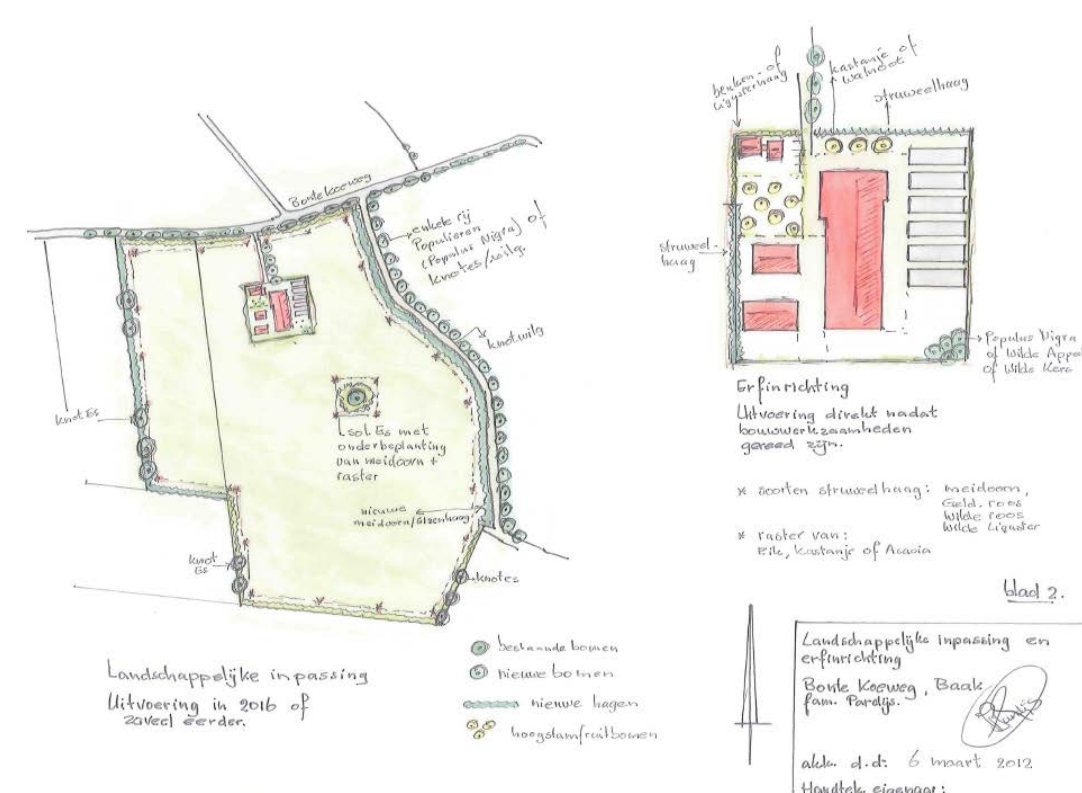 Bonte Koeweg
enkele rij
Populieren
(Populus Nigra) of
knotes/wilg.
knotwilg
knotEs
Sol. Es met
onderbeplanting
van meidoorn +
raster
nieuwe
meidoorn/Elzenhaag
knot
Es
knotes
Landschappelijke inpassing
Uitvoering in 2016 of
zoveel eerder.
bestaande bomen
nieuwe bomen
nieuwe hagen
hoogstamfruitbomen
beuken- of
ligusterhaag
kastanje of
walnoot
struweelhaag
struweel-
haag
Populus Nigra
of Wilde Appel
of Wilde Kers
Erfinrichting
Uitvoering direkt nadat
bouwwerkzaamheden
gereed zijn.
* soorten struweelhaag: meidoorn,
Geld. roos
Wilde roos
Wilde Liguster
* raster van:
Eik, Kastanje of Acacia
blad 2.
Landschappelijke inpassing en
erfinrichting
Bonte Koeweg, Baak
fam. Pardijs.
akk. d.d: 6 maart 2012
Handtek. eigenaar: